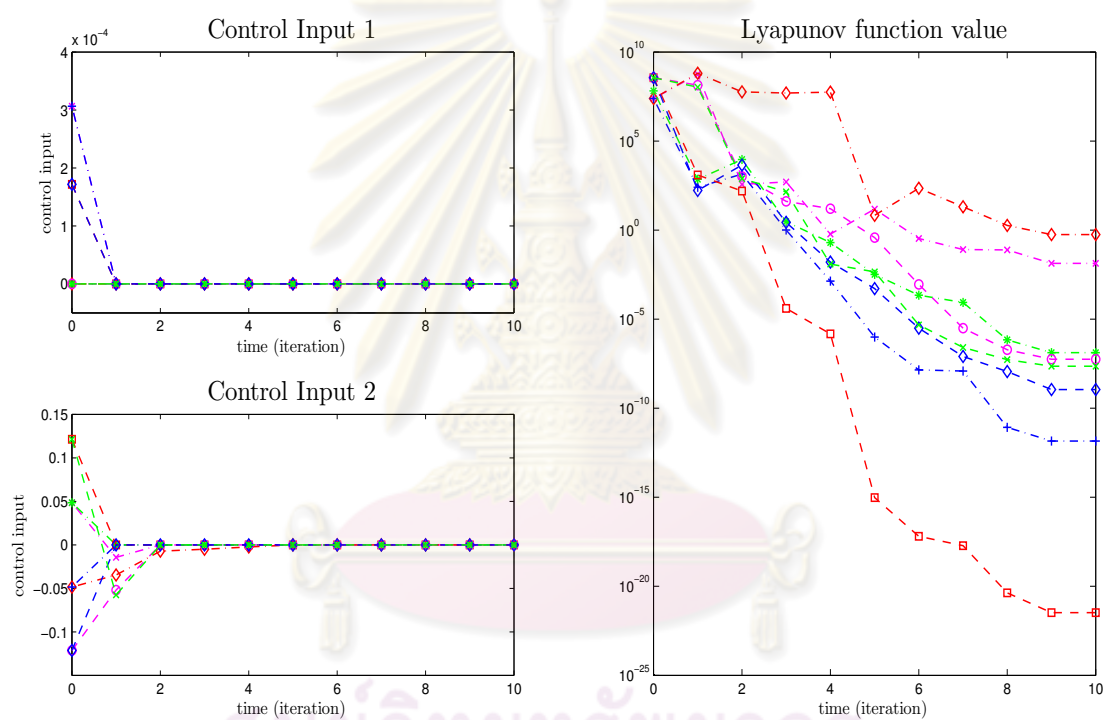 Control Input 1
x 10^-4
4
3
2
1
0
control input
0 2 4 6 8 10
time (iteration)
Control Input 2
0.15
0.1
0.05
0
−0.05
−0.1
control input
0 2 4 6 8 10
time (iteration)
Lyapunov function value
10^10
10^5
10^0
10^−5
10^−10
10^−15
10^−20
10^−25
0 2 4 6 8 10
time (iteration)